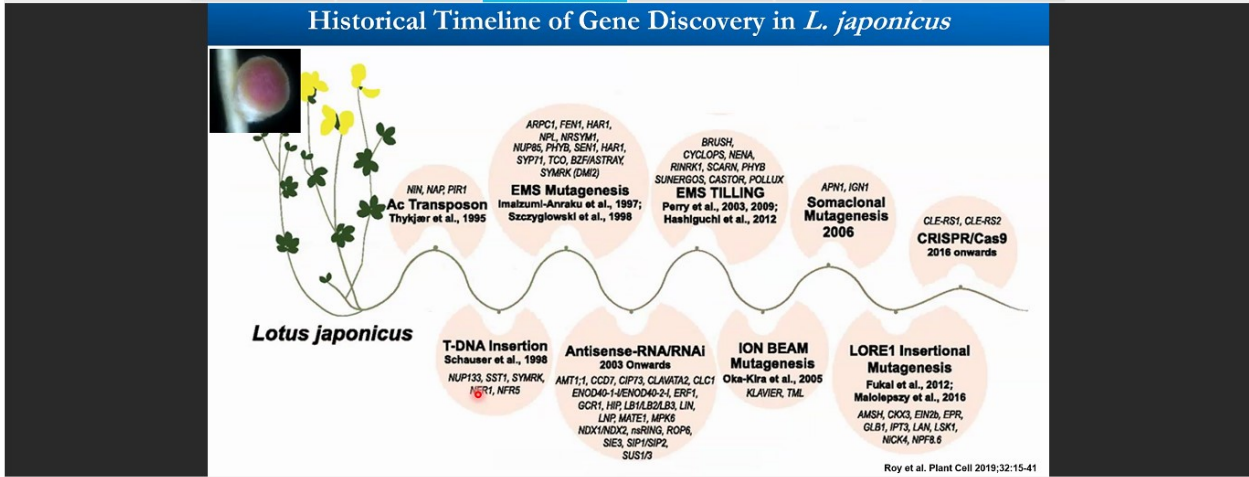 Historical Timeline of Gene Discovery in L. japonicus
ARPC1, FEN1, HAR1,
NPL, NRSYM1,
NUP85, PHYB, SEN1, HAR1,
SYP71, TCO, BZF/ASTRAY,
SYMRK (DMI2)
EMS Mutagenesis
Imaizumi-Anraku et al., 1997;
Szczyglowski et al., 1998
BRUSH,
CYCLOPS, NENA,
RINRK1, SCARN, PHYB
SUNERGOS, CASTOR, POLLUX
EMS TILLING
Perry et al., 2003, 2009;
Hashiguchi et al., 2012
NIN, NAP, PIR1
Ac Transposon
Thykjær et al., 1995
APN1, IGN1
Somaclonal
Mutagenesis
2006
CLE-RS1, CLE-RS2
CRISPR/Cas9
2016 onwards
Lotus japonicus
T-DNA Insertion
Schauser et al., 1998
NUP133, SST1, SYMRK,
NFR1, NFR5
Antisense-RNA/RNAi
2003 Onwards
AMT1;1, CCD7, CIP73, CLAVATA2, CLC1
ENOD40-1-I/ENOD40-2-I, ERF1,
GCR1, HIP, LB1/LB2/LB3, LIN,
LNP, MATE1, MPK6
NDX1/NDX2, nsRING, ROP6,
SIE3, SIP1/SIP2,
SUS1/3
ION BEAM
Mutagenesis
Oka-Kira et al., 2005
KLAVIER, TML
LORE1 Insertional
Mutagenesis
Fukai et al., 2012;
Malolepszy et al., 2016
AMSH, CKX3, EIN2b, EPR,
GLB1, IPT3, LAN, LSK1,
NiCK4, NPF8.6
Roy et al. Plant Cell 2019;32:15-41